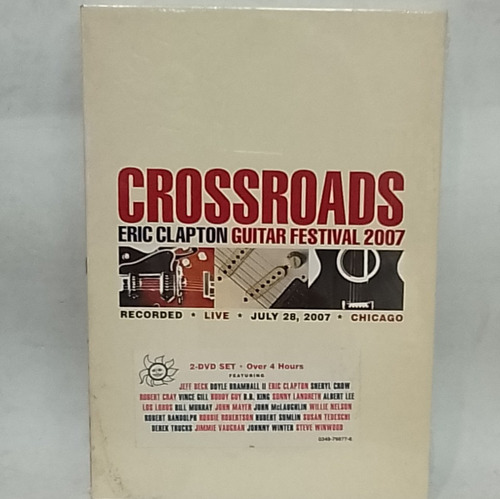 CROSSROADS
ERIC CLAPTON GUITAR FESTIVAL 2007
RECORDED • LIVE • JULY 28, 2007 • CHICAGO
2-DVD SET • Over 4 Hours
FEATURING
JEFF BECK DOYLE BRAMHALL II ERIC CLAPTON SHERYL CROW
ROBERT CRAY VINCE GILL BUDDY GUY B.B. KING SONNY LANDRETH ALBERT LEE
LOS LOBOS BILL MURRAY JOHN MAYER JOHN McLAUGHLIN WILLIE NELSON
ROBERT RANDOLPH ROBBIE ROBERTSON HUBERT SUMLIN SUSAN TEDESCHI
DEREK TRUCKS JIMMIE VAUGHAN JOHNNY WINTER STEVE WINWOOD